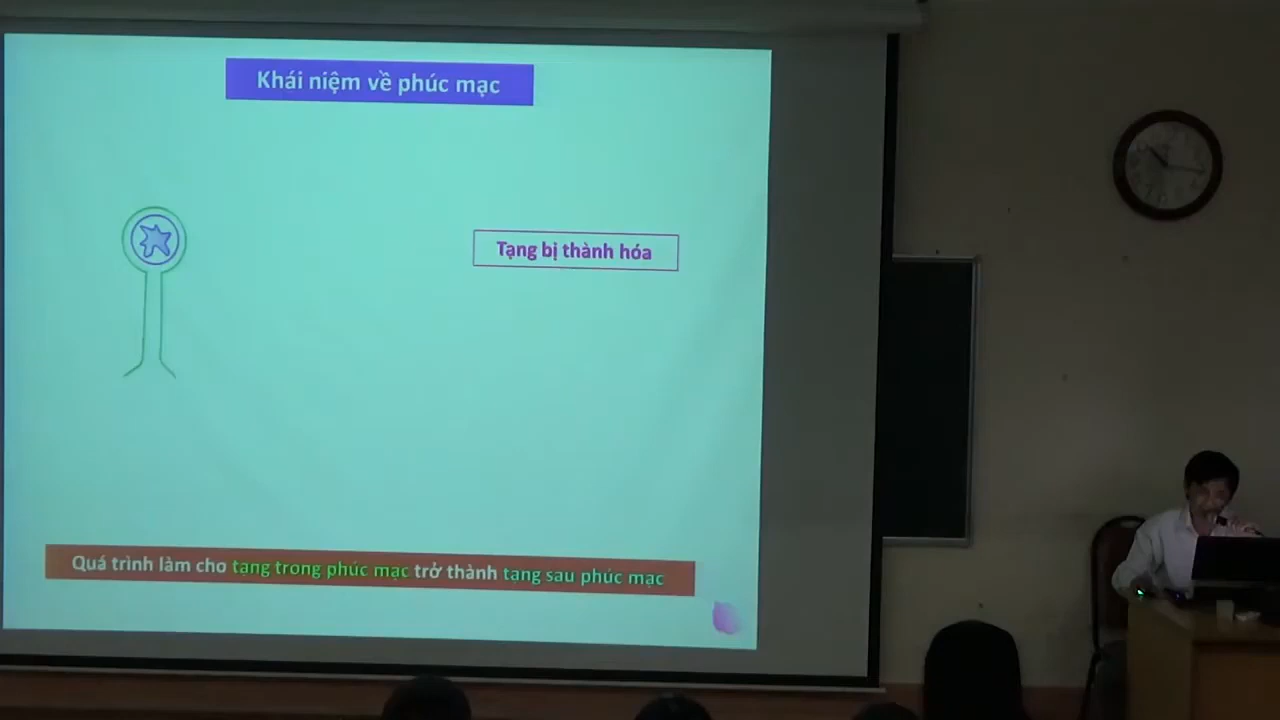 Khái niệm về phúc mạc
Tạng bị thành hóa
Quá trình làm cho tạng trong phúc mạc trở thành tạng sau phúc mạc